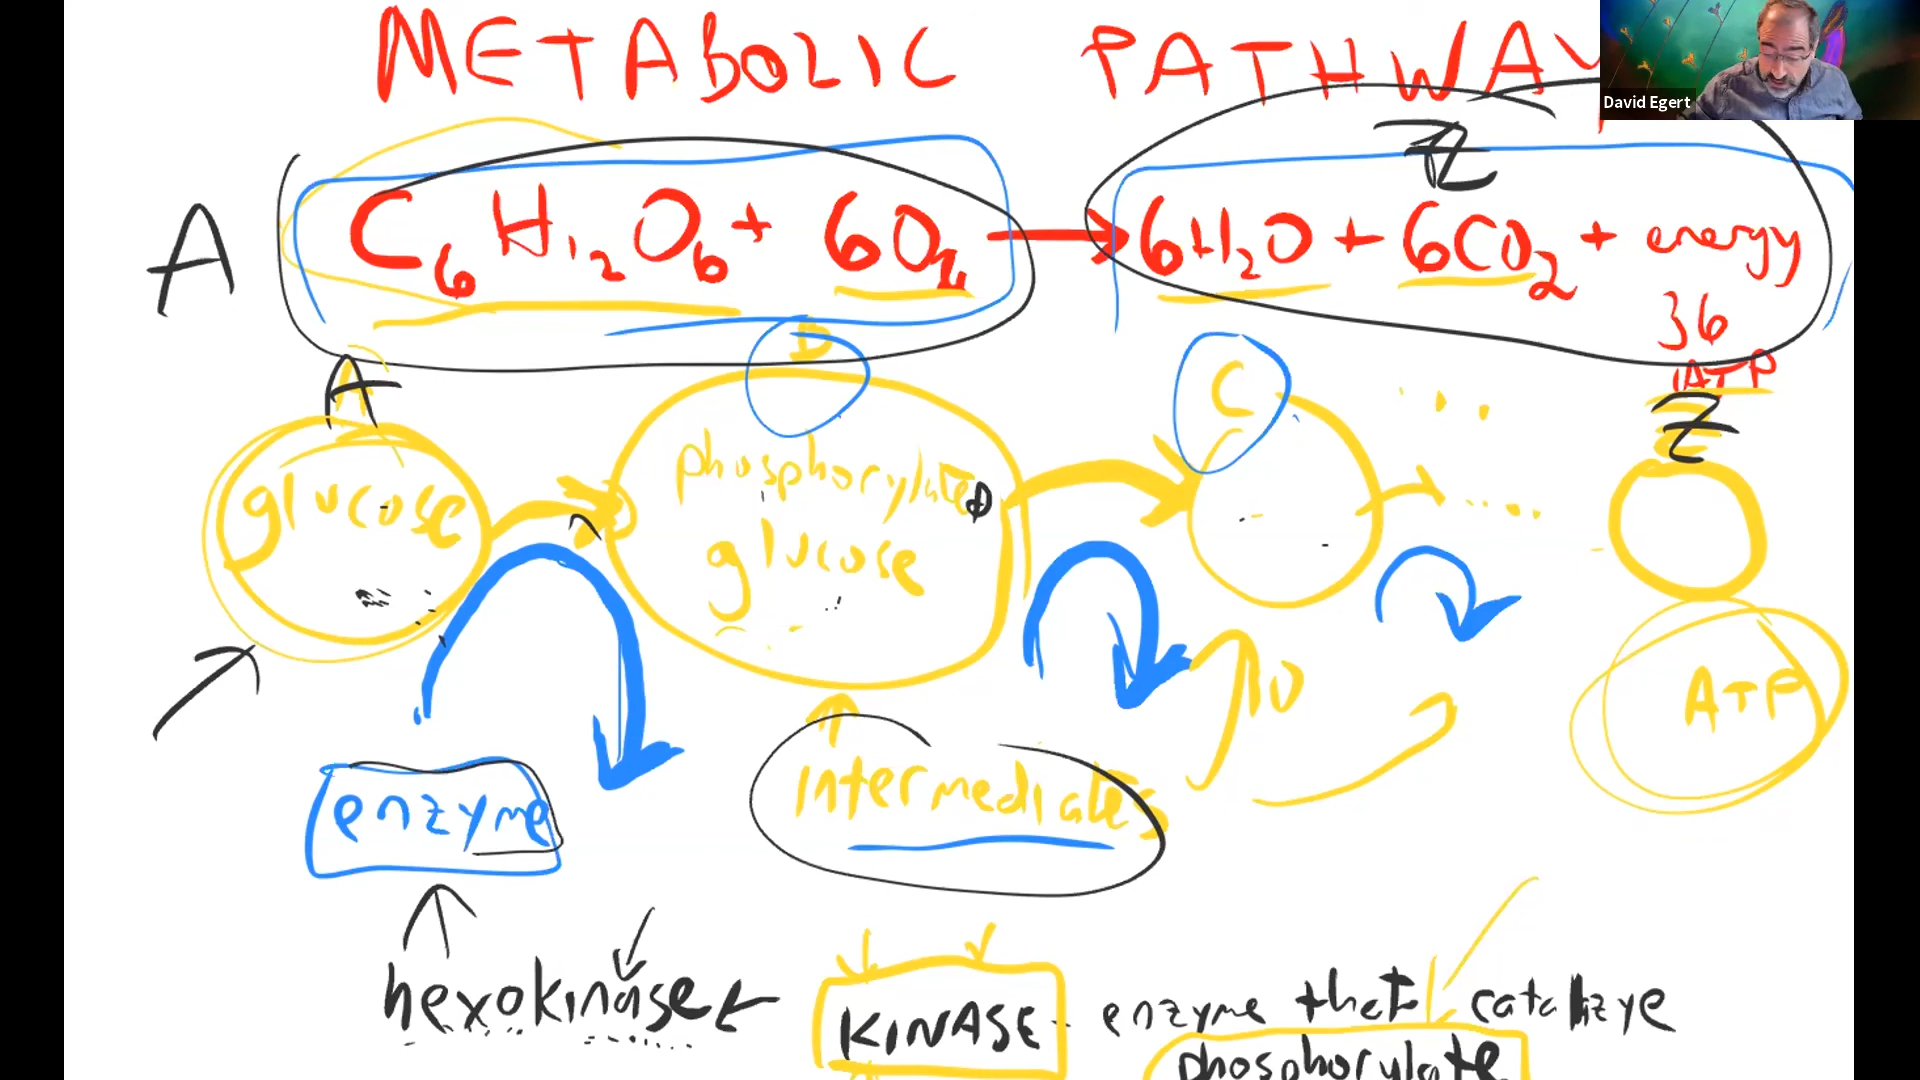 METABOLIC PATHWAY
David Egert
Z
A C6H12O6 + 6O2 → 6H2O + 6CO2 + energy
36
ATP
A B C ... Z
glucose phosphorylated glucose .....
ATP
D
intermediates
enzyme
hexokinase KINASE - enzyme that catalizye
phosphorylate